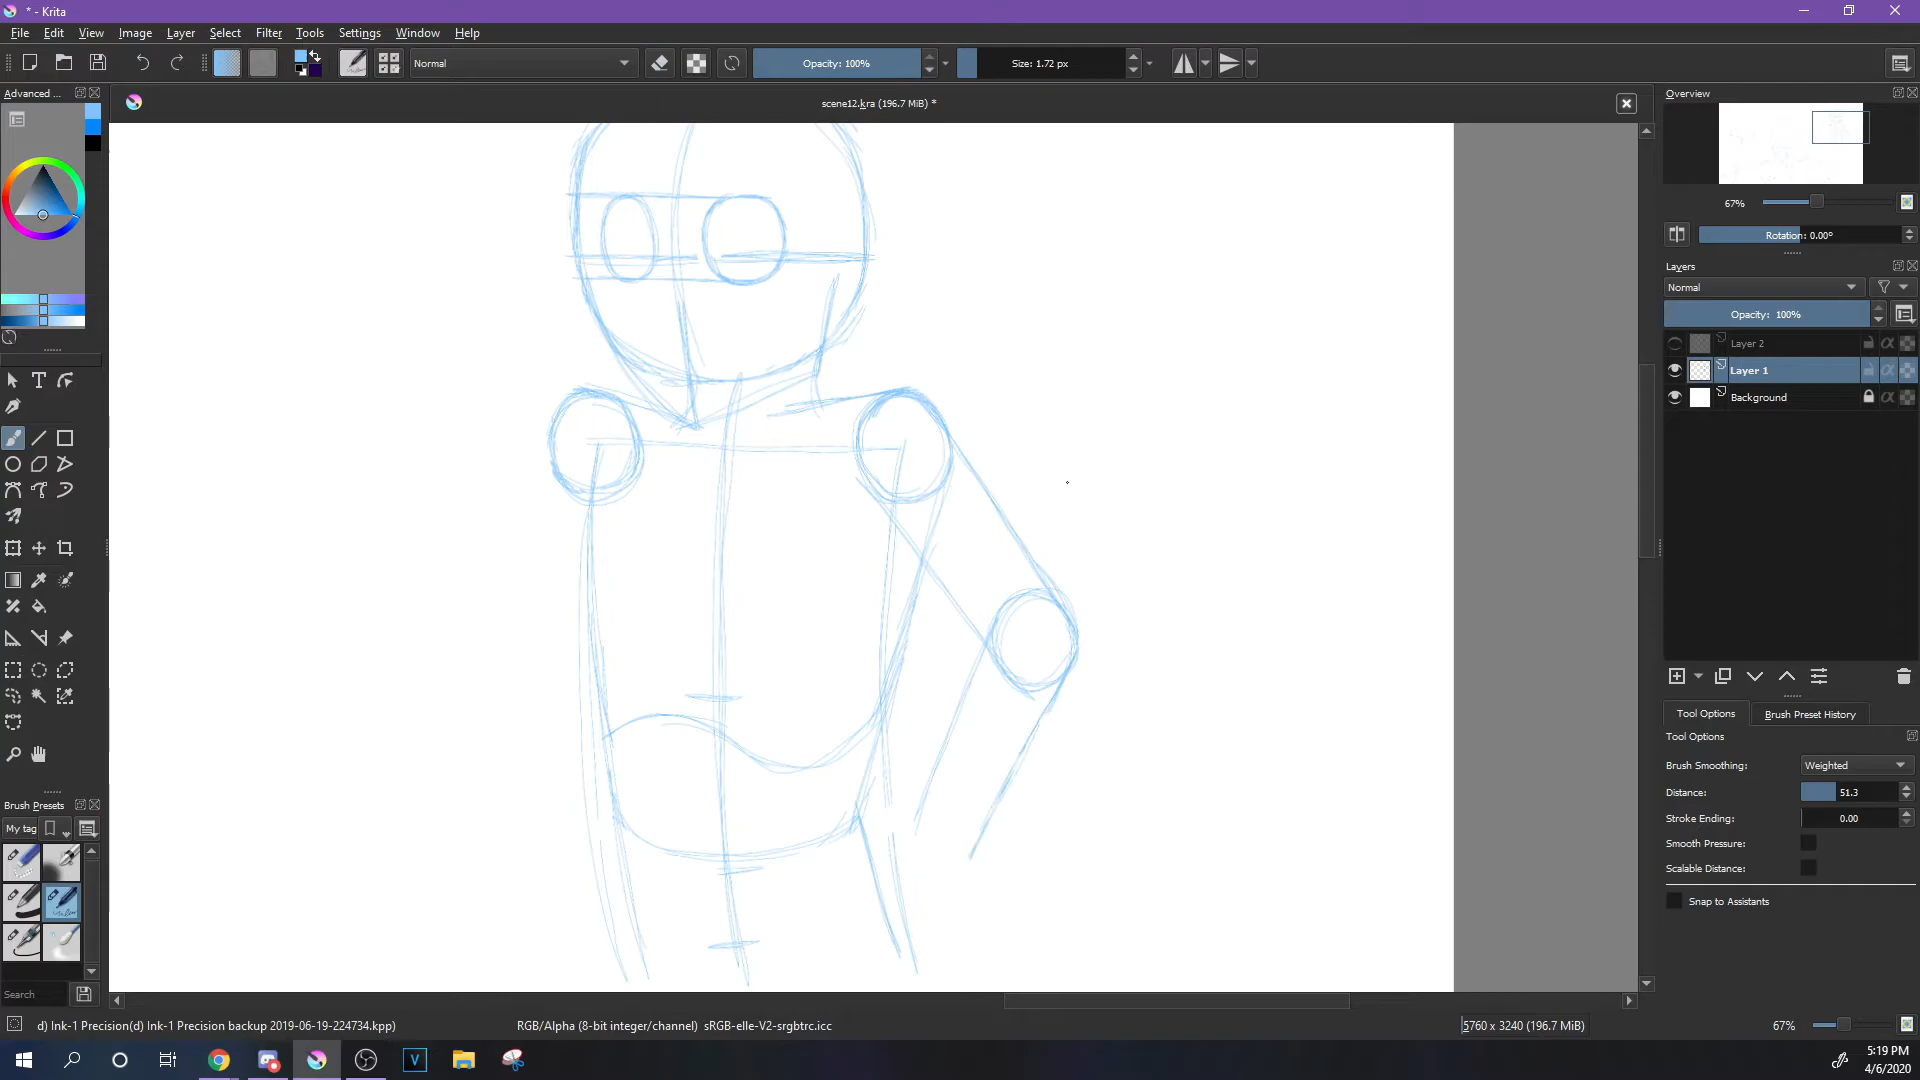 * - Krita
File Edit View Image Layer Select Filter Tools Settings Window Help
Normal
Opacity: 100%
Size: 1.72 px
Advanced ...
scene12.kra (196.7 MiB) *
Overview
67%
Rotation: 0.00º
Layers
Normal
Opacity: 100%
Layer 2
Layer 1
Background
Tool Options Brush Preset History
Tool Options
Brush Smoothing: Weighted
Distance: 51.3
Stroke Ending: 0.00
Smooth Pressure:
Scalable Distance:
Snap to Assistants
Brush Presets
My tag
Search
d) Ink-1 Precision(d) Ink-1 Precision backup 2019-06-19-224734.kpp)
RGB/Alpha (8-bit integer/channel) sRGB-elle-V2-srgbtrc.icc
5760 x 3240 (196.7 MiB)
67%
5:19 PM
4/6/2020